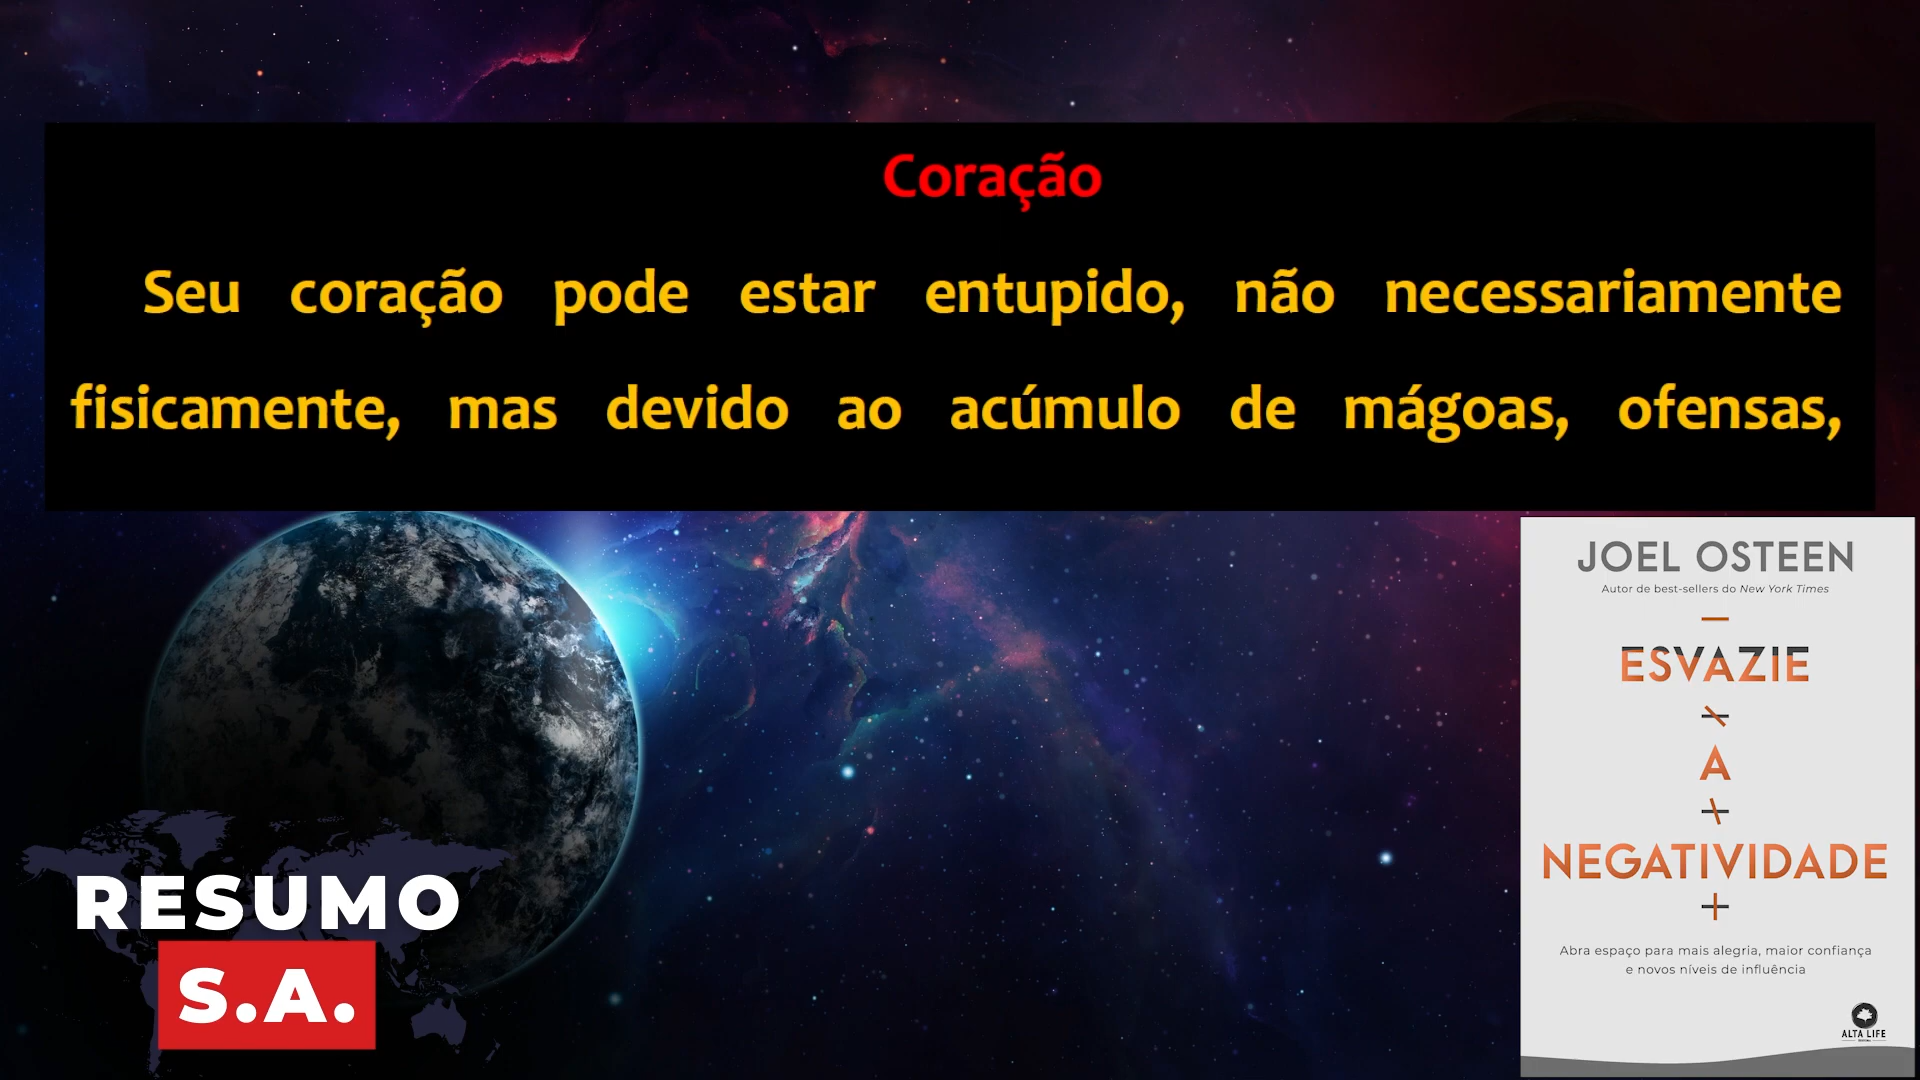 Coração
Seu coração pode estar entupido, não necessariamente
fisicamente, mas devido ao acúmulo de mágoas, ofensas,
JOEL OSTEEN
Autor de best-sellers do New York Times
ESVAZIE
A
NEGATIVIDADE
+
Abra espaço para mais alegria, maior confiança
e novos níveis de influência
ALTA LIFE
RESUMO
S.A.